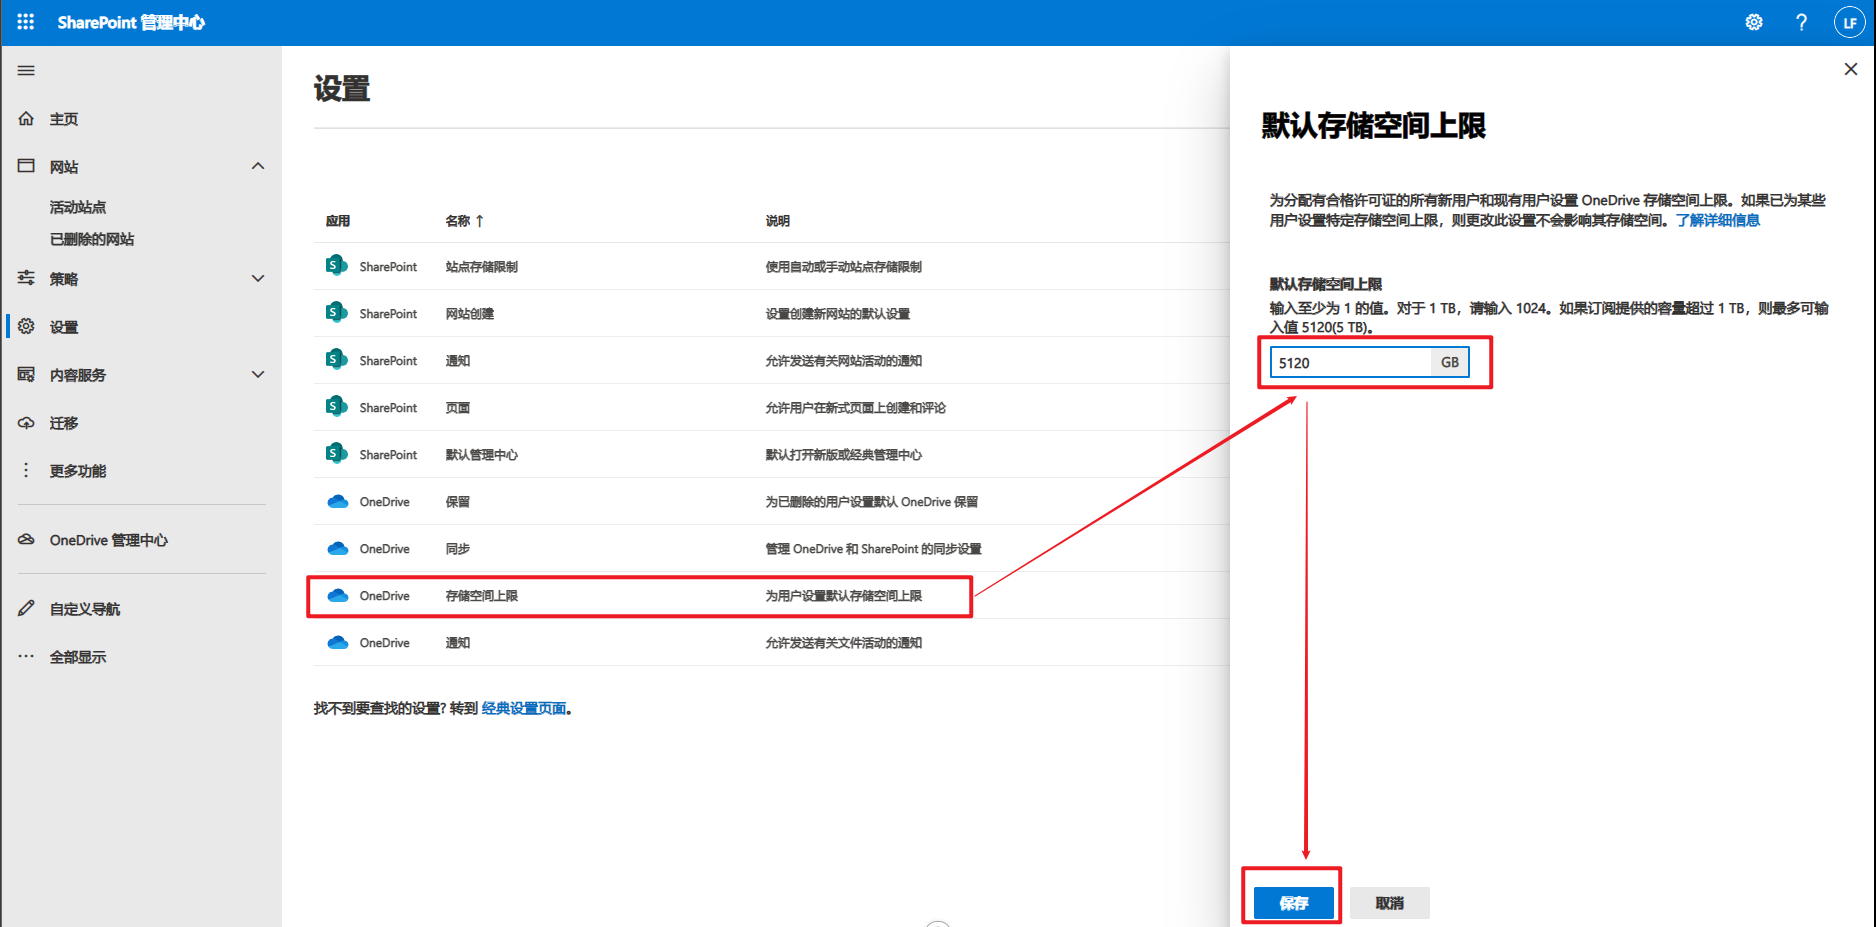 SharePoint 管理中心
LF
主页
网站
活动站点
已删除的网站
策略
设置
内容服务
迁移
更多功能
OneDrive 管理中心
自定义导航
全部显示
设置
应用 名称 ↑ 说明
SharePoint 站点存储限制 使用自动或手动站点存储限制
SharePoint 网站创建 设置创建新网站的默认设置
SharePoint 通知 允许发送有关网站活动的通知
SharePoint 页面 允许用户在新式页面上创建和评论
SharePoint 默认管理中心 默认打开新版或经典管理中心
OneDrive 保留 为已删除的用户设置默认 OneDrive 保留
OneDrive 同步 管理 OneDrive 和 SharePoint 的同步设置
OneDrive 存储空间上限 为用户设置默认存储空间上限
OneDrive 通知 允许发送有关文件活动的通知
找不到要查找的设置? 转到 经典设置页面。
默认存储空间上限
为分配有合格许可证的所有新用户和现有用户设置 OneDrive 存储空间上限。如果已为某些
用户设置特定存储空间上限，则更改此设置不会影响其存储空间。了解详细信息
默认存储空间上限
输入至少为 1 的值。对于 1 TB，请输入 1024。如果订阅提供的容量超过 1 TB，则最多可输
入值 5120(5 TB)。
5120 GB
保存 取消